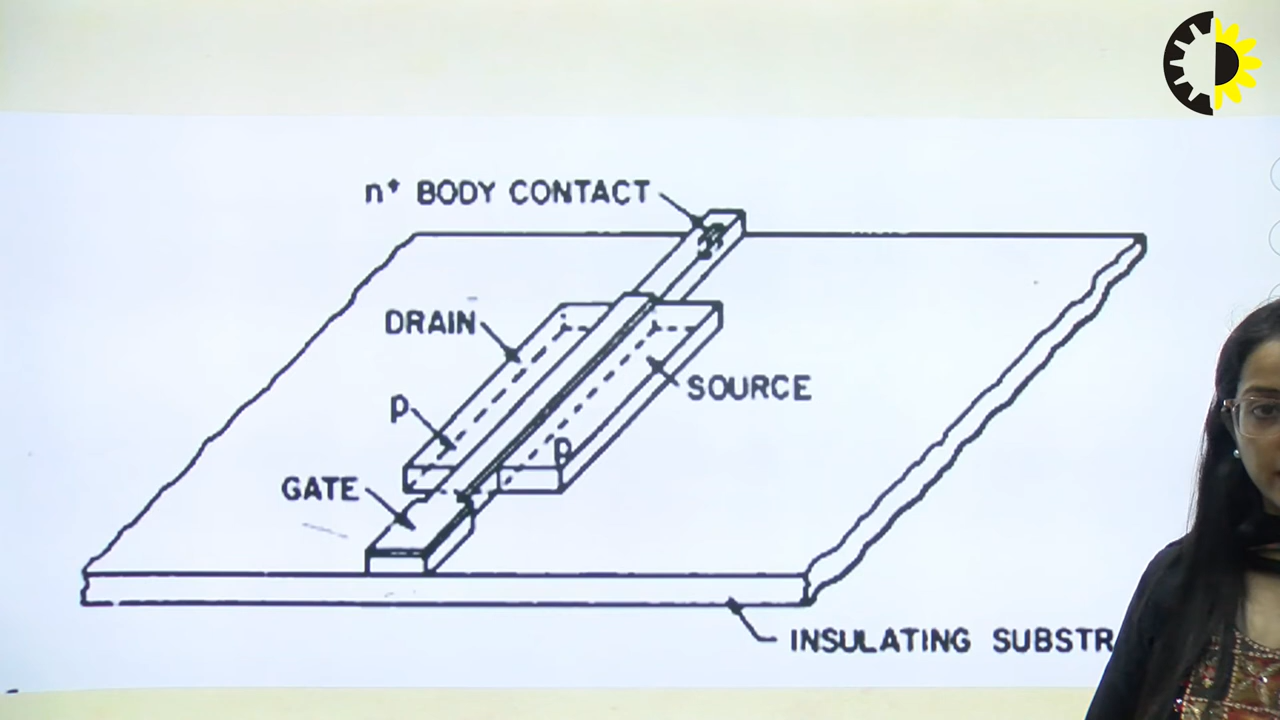 n⁺ BODY CONTACT
DRAIN
SOURCE
p
p
GATE
INSULATING SUBSTR